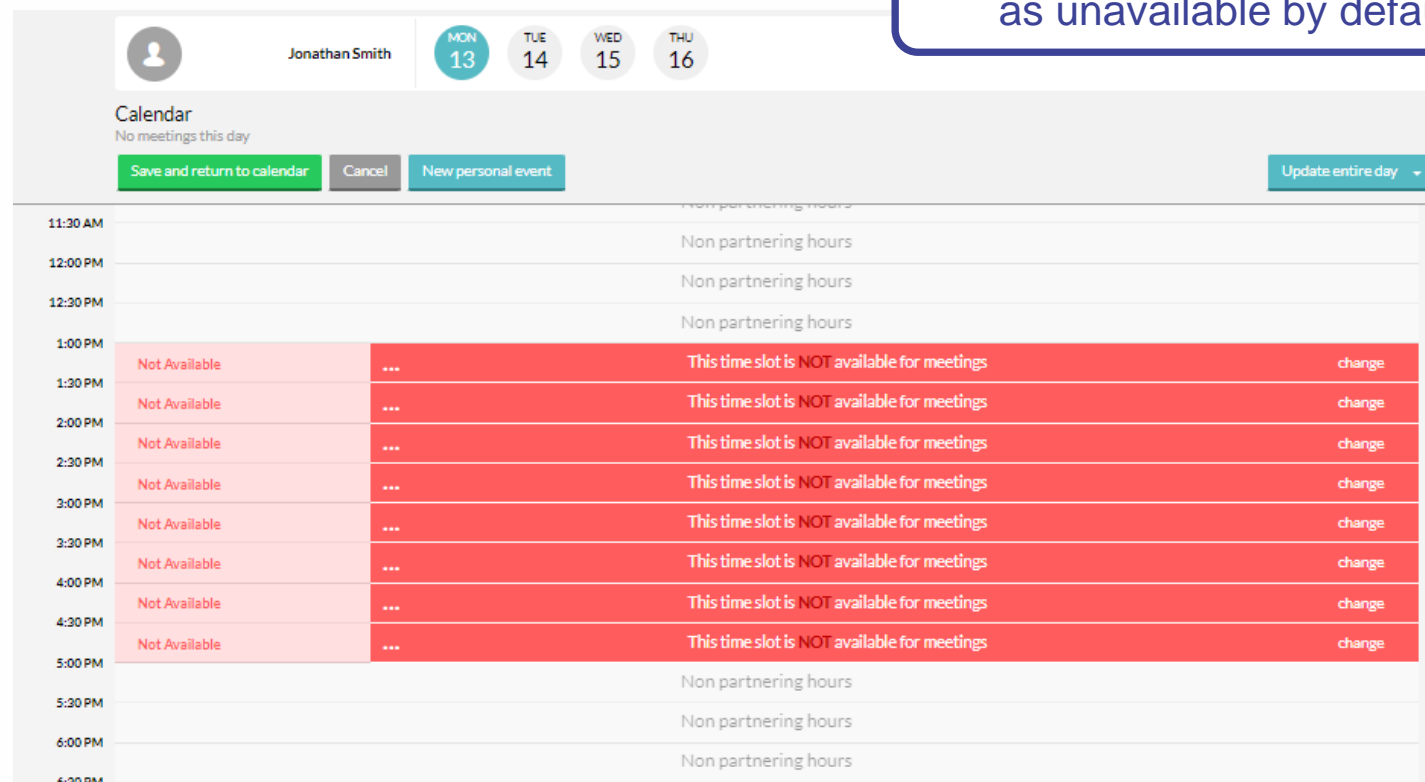 as unavailable by defa
Jonathan Smith
MON TUE WED THU
13 14 15 16
Calendar
No meetings this day
Save and return to calendar Cancel New personal event Update entire day
Non partnering hours
11:30 AM
Non partnering hours
12:00 PM
Non partnering hours
12:30 PM
Non partnering hours
1:00 PM
Not Available ... This time slot is NOT available for meetings change
1:30 PM
Not Available ... This time slot is NOT available for meetings change
2:00 PM
Not Available ... This time slot is NOT available for meetings change
2:30 PM
Not Available ... This time slot is NOT available for meetings change
3:00 PM
Not Available ... This time slot is NOT available for meetings change
3:30 PM
Not Available ... This time slot is NOT available for meetings change
4:00 PM
Not Available ... This time slot is NOT available for meetings change
4:30 PM
Not Available ... This time slot is NOT available for meetings change
5:00 PM
Non partnering hours
5:30 PM
Non partnering hours
6:00 PM
Non partnering hours
6:30 PM